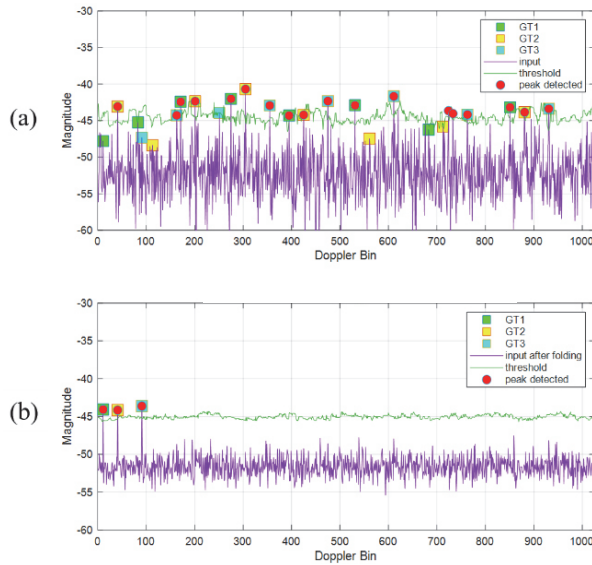 (a)
Magnitude
-30
-35
-40
-45
-50
-55
-60
GT1
GT2
GT3
input
threshold
peak detected
0 100 200 300 400 500 600 700 800 900 1000
Doppler Bin
(b)
Magnitude
-30
-35
-40
-45
-50
-55
-60
GT1
GT2
GT3
input after folding
threshold
peak detected
0 100 200 300 400 500 600 700 800 900 1000
Doppler Bin